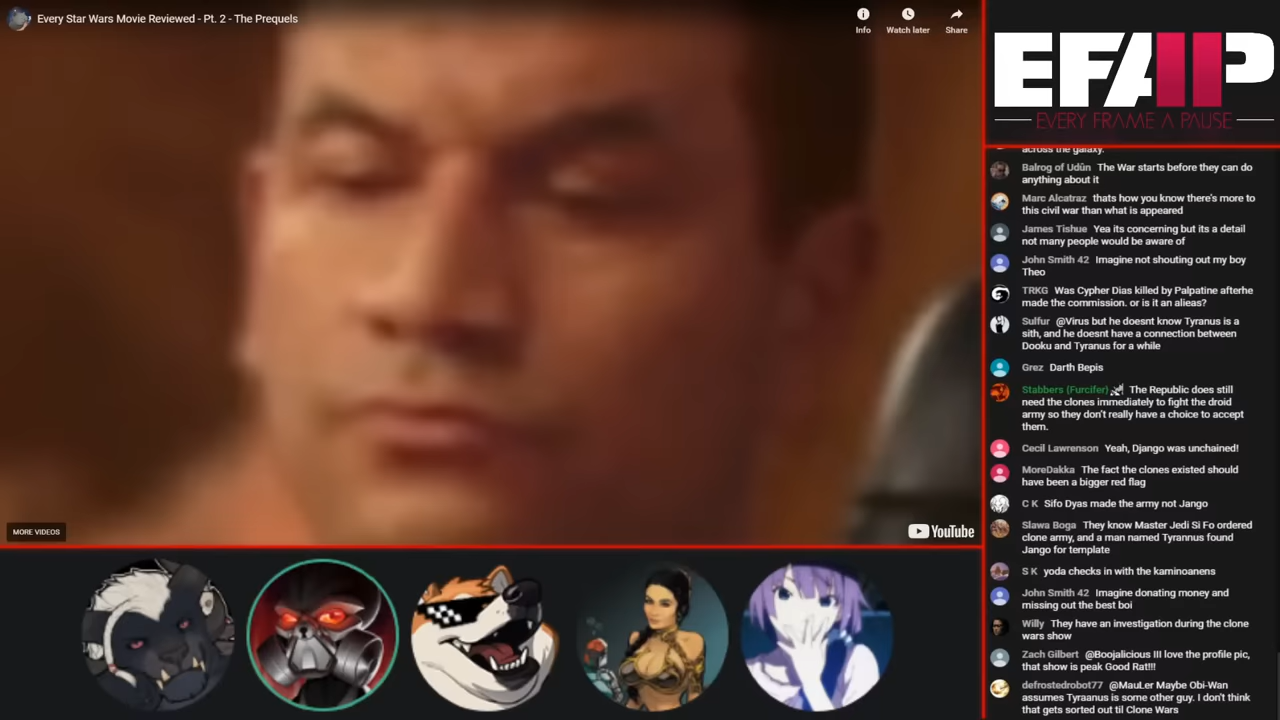 Every Star Wars Movie Reviewed - Pt. 2 - The Prequels
Info
Watch later
Share
MORE VIDEOS
YouTube
EFAP
EVERY FRAME A PAUSE
across the galaxy.
Balrog of Udûn The War starts before they can do
anything about it
Marc Alcatraz thats how you know there's more to
this civil war than what is appeared
James Tishue Yea its concerning but its a detail
not many people would be aware of
John Smith 42 Imagine not shouting out my boy
Theo
TRKG Was Cypher Dias killed by Palpatine afterhe
made the commission. or is it an alieas?
Sulfur @Virus but he doesnt know Tyranus is a
sith, and he doesnt have a connection between
Dooku and Tyranus for a while
Grez Darth Bepis
Stabbers (Furcifer) The Republic does still
need the clones immediately to fight the droid
army so they don't really have a choice to accept
them.
Cecil Lawrenson Yeah, Django was unchained!
MoreDakka The fact the clones existed should
have been a bigger red flag
C K Sifo Dyas made the army not Jango
Slawa Boga They know Master Jedi Si Fo ordered
clone army, and a man named Tyrannus found
Jango for template
S K yoda checks in with the kaminoanens
John Smith 42 Imagine donating money and
missing out the best boi
Willy They have an investigation during the clone
wars show
Zach Gilbert @Boojalicious III love the profile pic,
that show is peak Good Rat!!!
defrostedrobot77 @MauLer Maybe Obi-Wan
assumes Tyraanus is some other guy. I don't think
that gets sorted out til Clone Wars